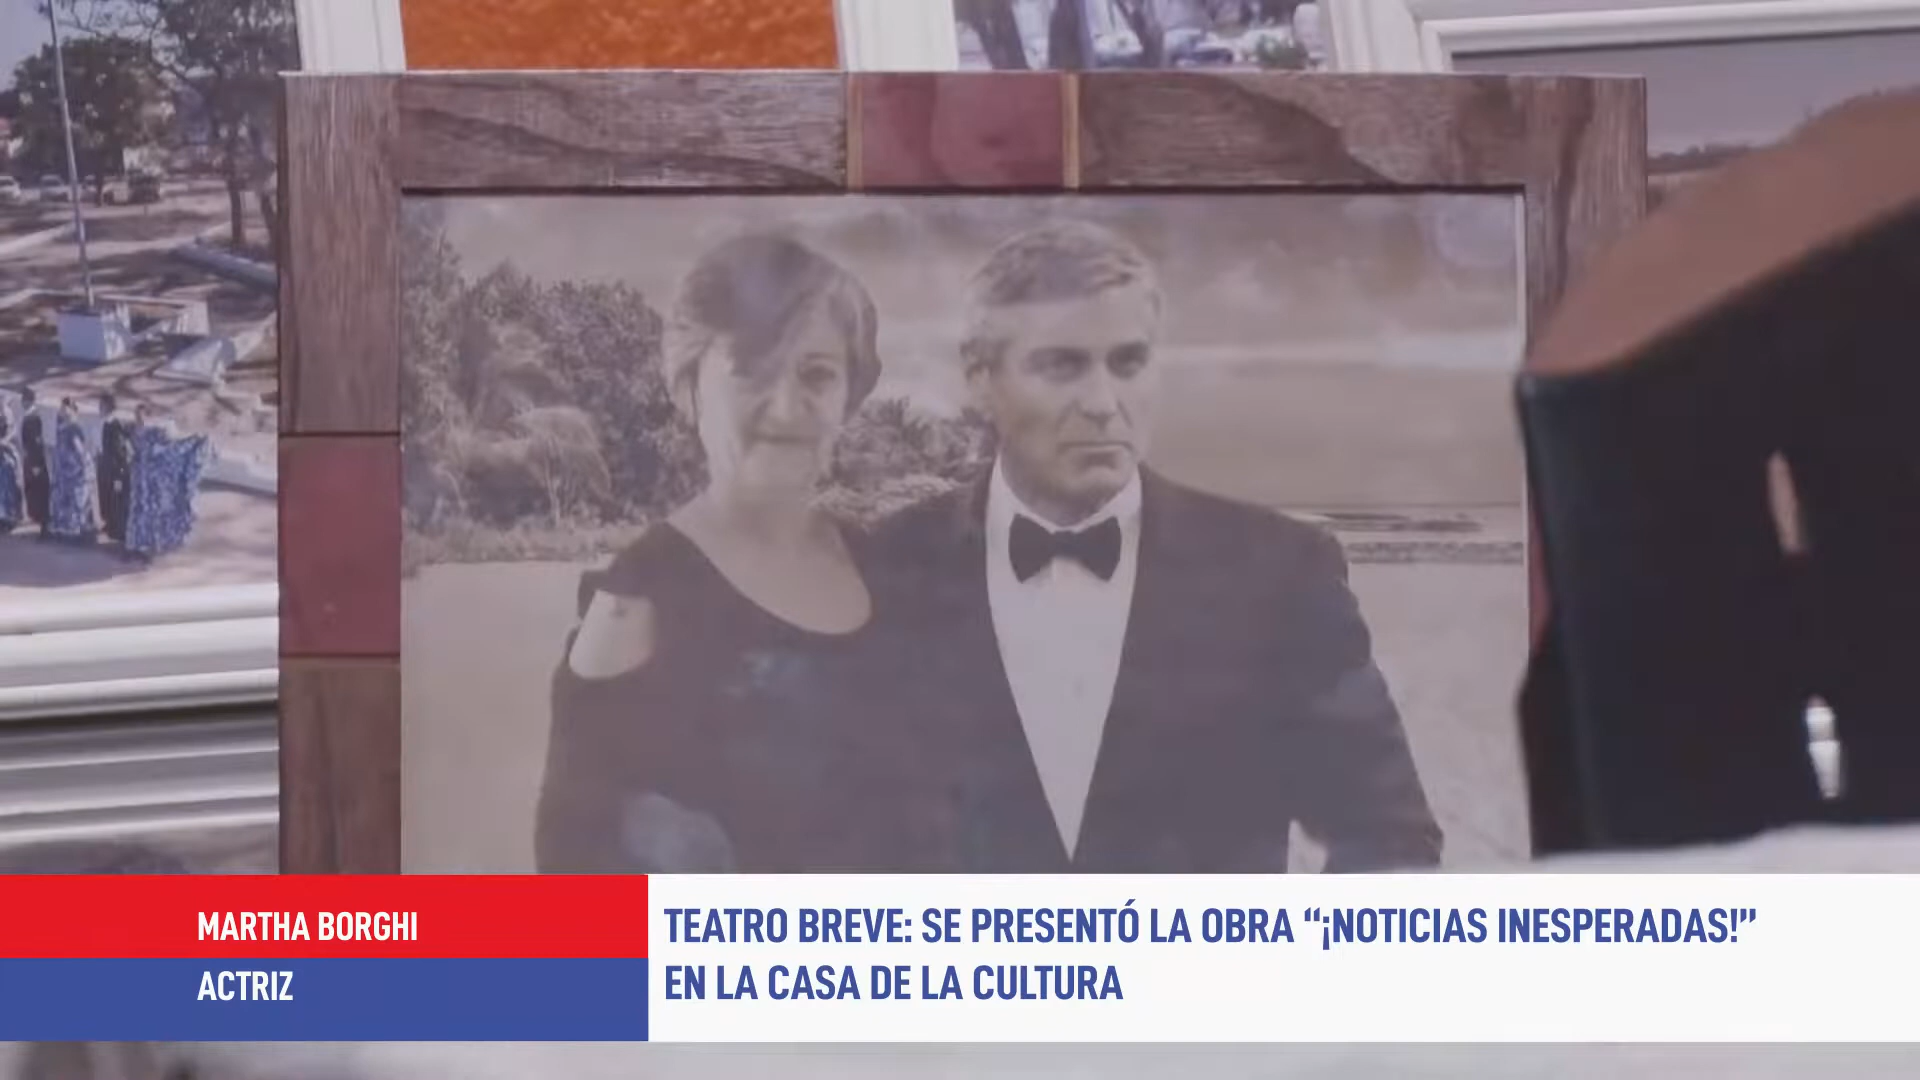 MARTHA BORGHI
ACTRIZ
TEATRO BREVE: SE PRESENTÓ LA OBRA “¡NOTICIAS INESPERADAS!”
EN LA CASA DE LA CULTURA